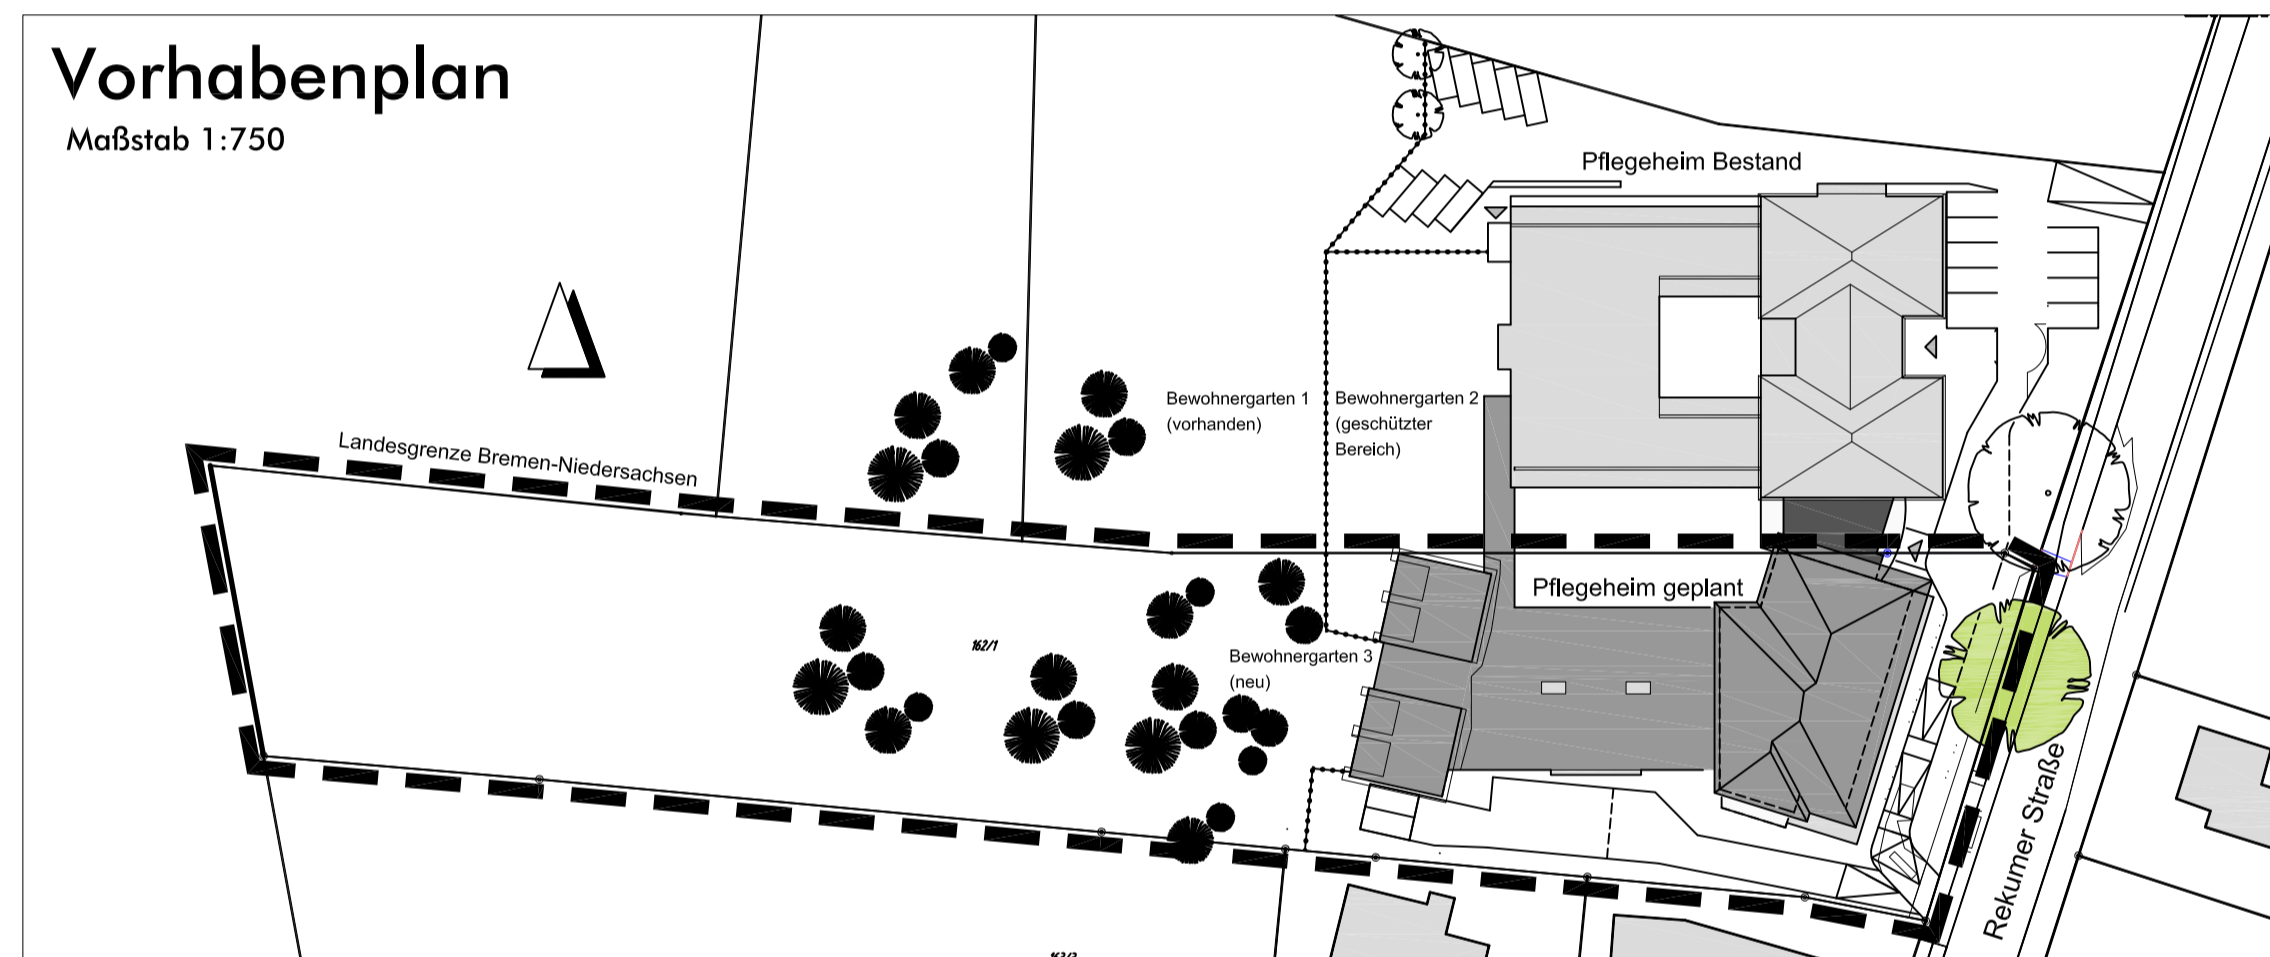 Vorhabenplan
Maßstab 1:750
Pflegeheim Bestand
Bewohnergarten 1
(vorhanden)
Bewohnergarten 2
(geschützter
Bereich)
Landesgrenze Bremen-Niedersachsen
Pflegeheim geplant
162/1
Bewohnergarten 3
(neu)
Rekumer Straße